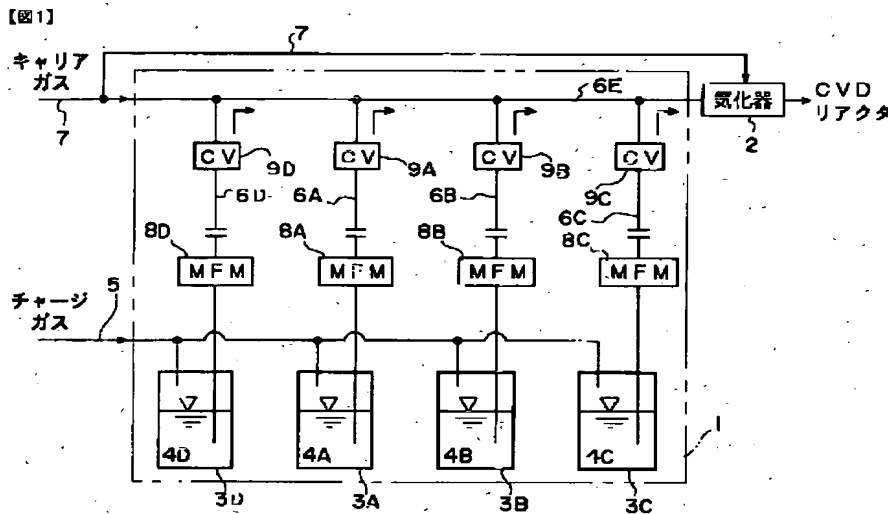 【図1】
7
キャリア
ガス
7
6E
気化器
2
CVD
リアクタ
CV
9D
CV
9A
CV
9B
CV
9C
6D
6A
6B
6C
8D
8A
8B
8C
MFM
MFM
MFM
MFM
チャージ
ガス
5
4D
4A
4B
4C
1
3D
3A
3B
3C